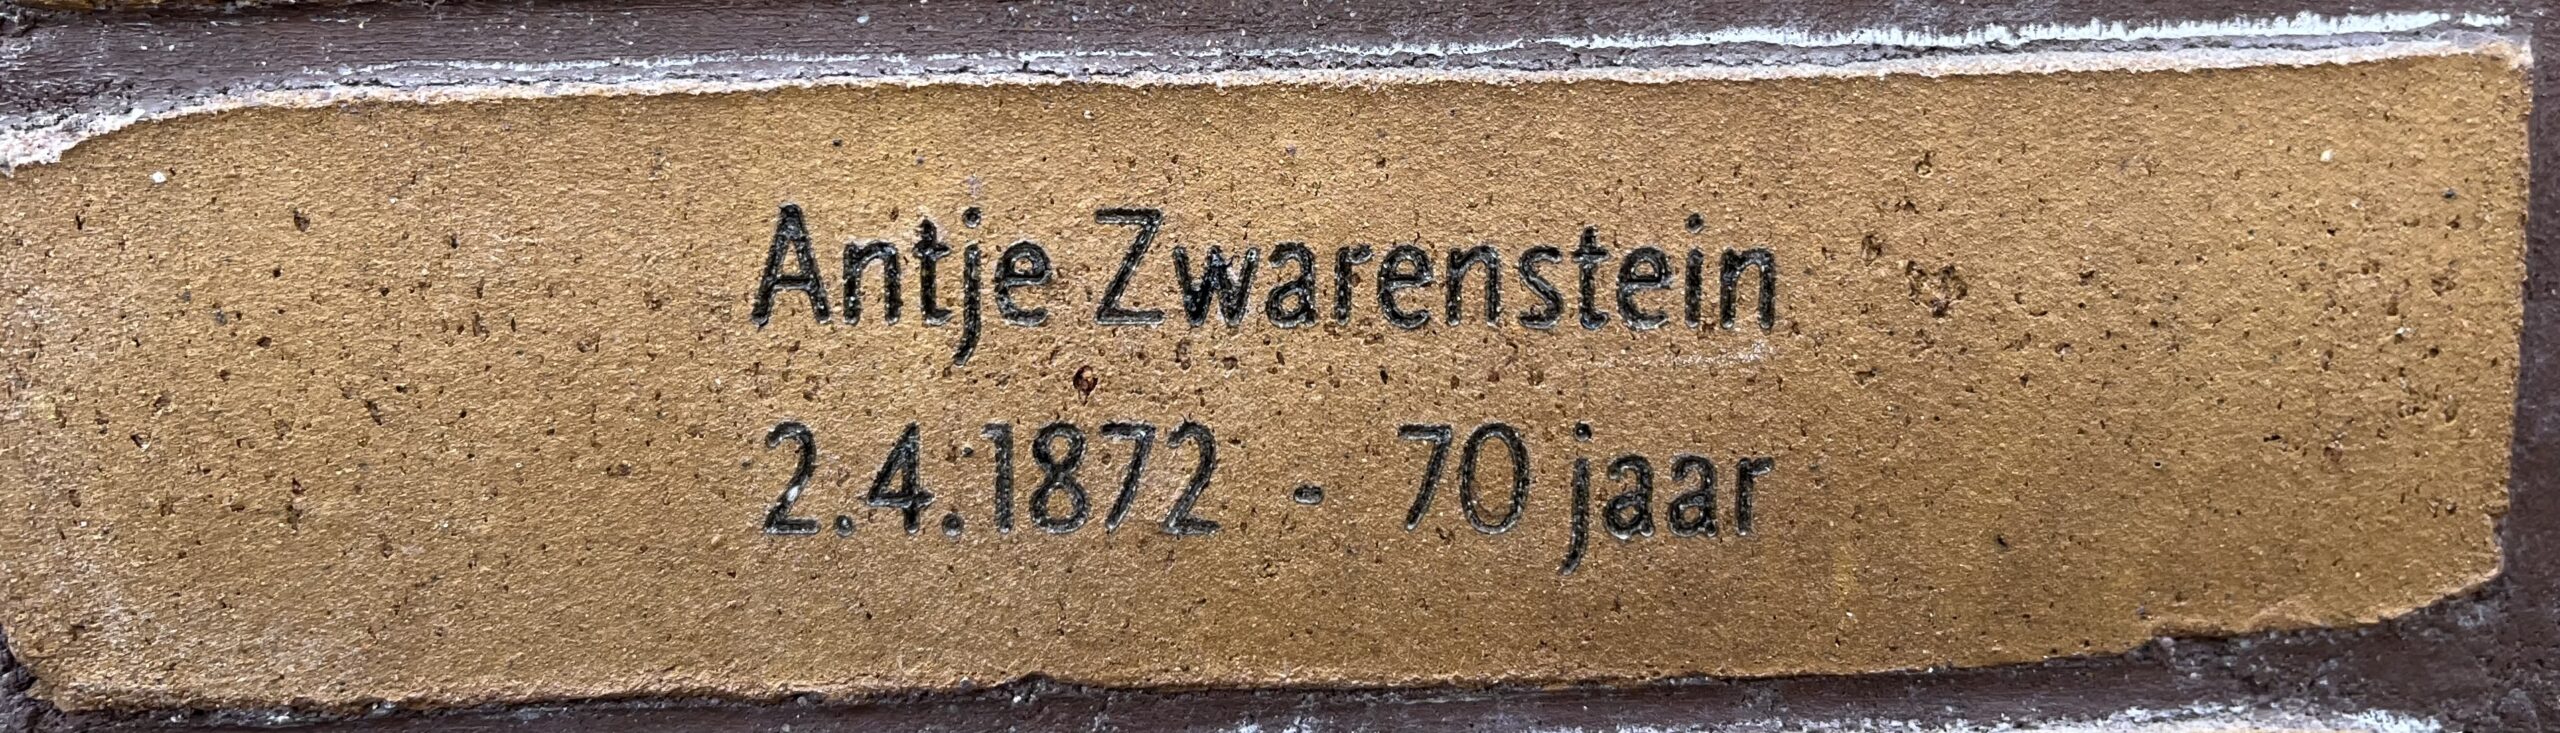 Antje Zwarenstein
2.4.1872 - 70 jaar